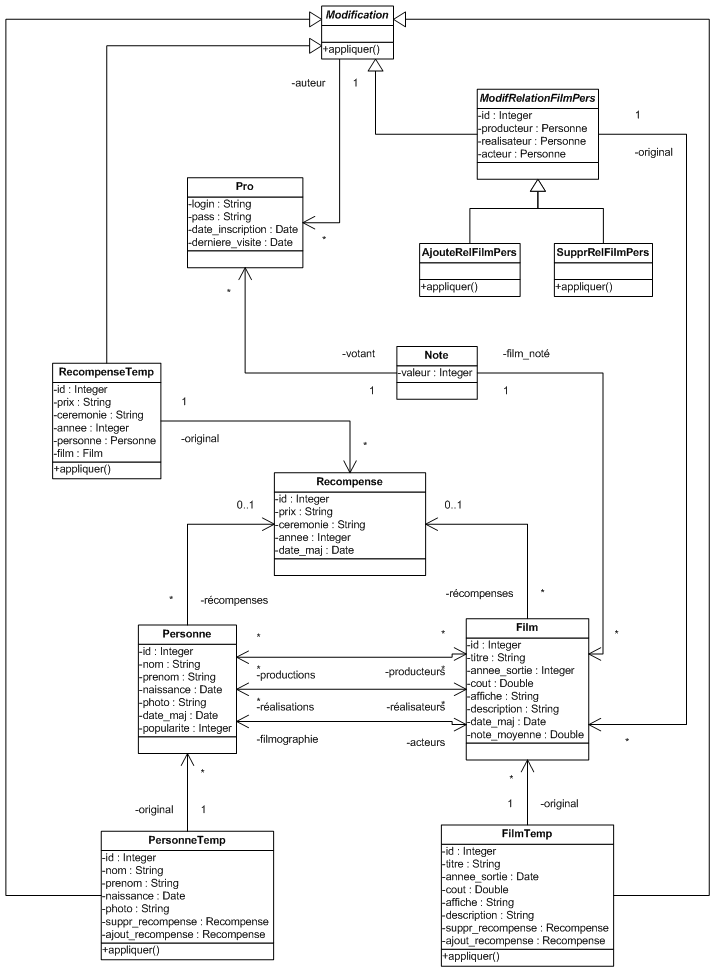 Modification
+appliquer()
-auteur
1
ModifRelationFilmPers
-id : Integer
-producteur : Personne
-realisateur : Personne
-acteur : Personne
1
-original
Pro
-login : String
-pass : String
-date_inscription : Date
-derniere_visite : Date
*
*
AjouteRelFilmPers
+appliquer()
SupprRelFilmPers
+appliquer()
-votant
1
Note
-valeur : Integer
-film_noté
1
RecompenseTemp
-id : Integer
-prix : String
-ceremonie : String
-annee : Integer
-personne : Personne
-film : Film
+appliquer()
1
-original
*
Recompense
-id : Integer
-prix : String
-ceremonie : String
-annee : Integer
-date_maj : Date
0..1
0..1
*
-récompenses
-récompenses
*
Personne
-id : Integer
-nom : String
-prenom : String
-naissance : Date
-photo : String
-date_maj : Date
-popularite : Integer
*
*
*
-productions
-producteurs
*
*
-réalisations
-réalisateurs
*
-filmographie
-acteurs
Film
-id : Integer
-titre : String
-annee_sortie : Integer
-cout : Double
-affiche : String
-description : String
-date_maj : Date
-note_moyenne : Double
*
*
*
-original
1
*
1
-original
PersonneTemp
-id : Integer
-nom : String
-prenom : String
-naissance : Date
-photo : String
-suppr_recompense : Recompense
-ajout_recompense : Recompense
+appliquer()
FilmTemp
-id : Integer
-titre : String
-annee_sortie : Date
-cout : Double
-affiche : String
-description : String
-suppr_recompense : Recompense
-ajout_recompense : Recompense
+appliquer()